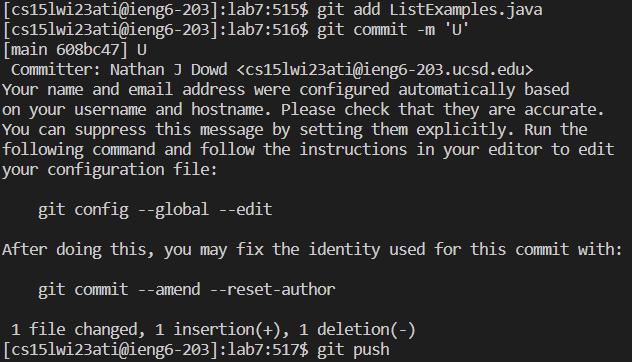 [cs15lwi23ati@ieng6-203]:lab7:515$ git add ListExamples.java
[cs15lwi23ati@ieng6-203]:lab7:516$ git commit -m 'U'
[main 608bc47] U
 Committer: Nathan J Dowd <cs15lwi23ati@ieng6-203.ucsd.edu>
Your name and email address were configured automatically based
on your username and hostname. Please check that they are accurate.
You can suppress this message by setting them explicitly. Run the
following command and follow the instructions in your editor to edit
your configuration file:

    git config --global --edit

After doing this, you may fix the identity used for this commit with:

    git commit --amend --reset-author

 1 file changed, 1 insertion(+), 1 deletion(-)
[cs15lwi23ati@ieng6-203]:lab7:517$ git push